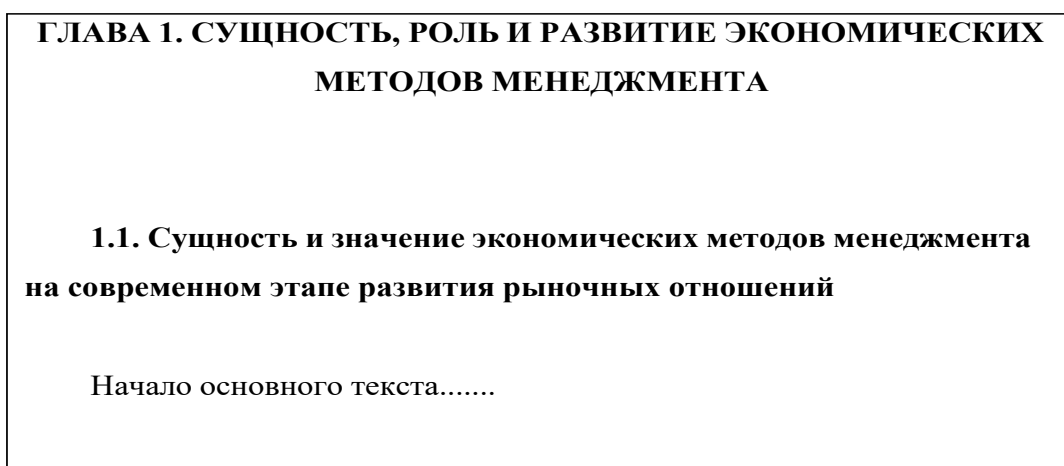 ГЛАВА 1. СУЩНОСТЬ, РОЛЬ И РАЗВИТИЕ ЭКОНОМИЧЕСКИХ
МЕТОДОВ МЕНЕДЖМЕНТА
1.1. Сущность и значение экономических методов менеджмента
на современном этапе развития рыночных отношений
Начало основного текста.......